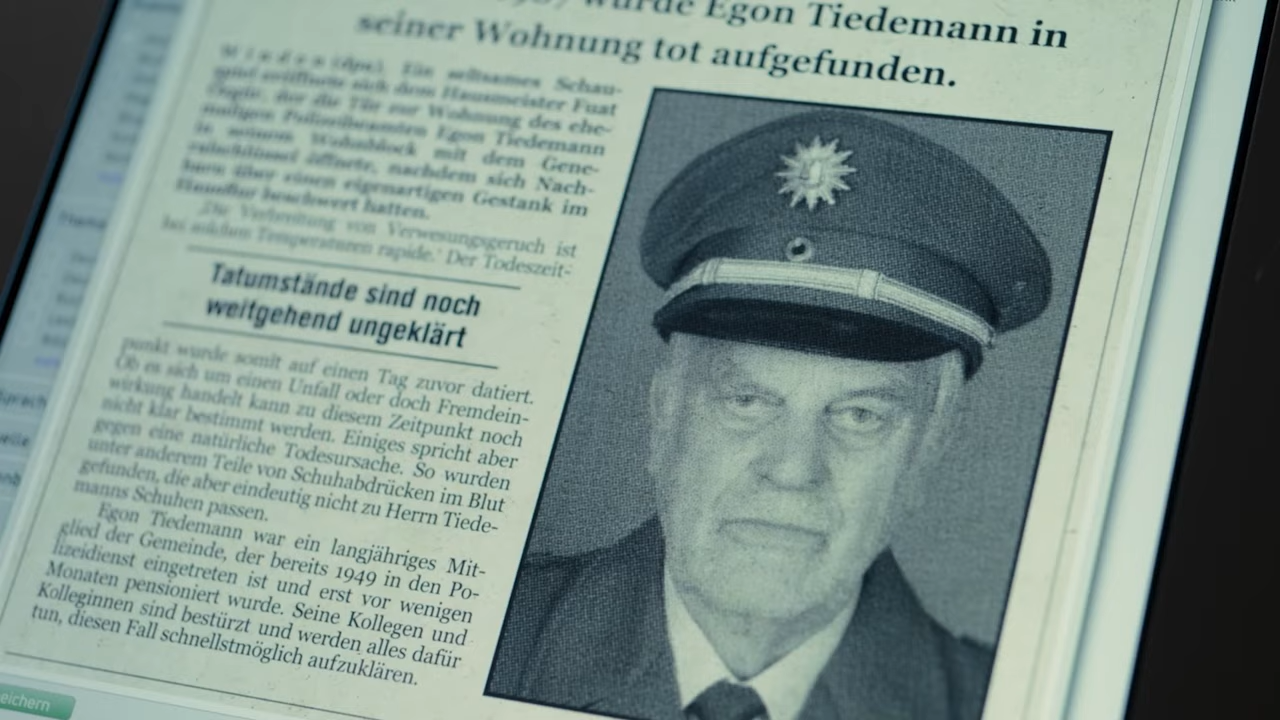 wurde Egon Tiedemann in
seiner Wohnung tot aufgefunden.
Minden (dpa). Ein seltsames Schau-
spiel eröffnete sich dem Hausmeister Fuat
der die Tür zur Wohnung des ehe-
maligen Polizeibeamten Egon Tiedemann
in seinem Wohnblock mit dem Gene-
ralschlüssel öffnete, nachdem sich Nach-
barn über einen eigenartigen Gestank im
Hausflur beschwert hatten.
„Die Verbreitung von Verwesungsgeruch ist
bei solchen Temperaturen rapide.‘ Der Todeszeit-
Tatumstände sind noch
weitgehend ungeklärt
punkt wurde somit auf einen Tag zuvor datiert.
Ob es sich um einen Unfall oder doch Fremdein-
wirkung handelt kann zu diesem Zeitpunkt noch
nicht klar bestimmt werden. Einiges spricht aber
gegen eine natürliche Todesursache. So wurden
unter anderem Teile von Schuhabdrücken im Blut
gefunden, die aber eindeutig nicht zu Herrn Tiede-
manns Schuhen passen.
Egon Tiedemann war ein langjähriges Mit-
glied der Gemeinde, der bereits 1949 in den Po-
lizeidienst eingetreten ist und erst vor wenigen
Monaten pensioniert wurde. Seine Kollegen und
Kolleginnen sind bestürzt und werden alles dafür
tun, diesen Fall schnellstmöglich aufzuklären.
eichern